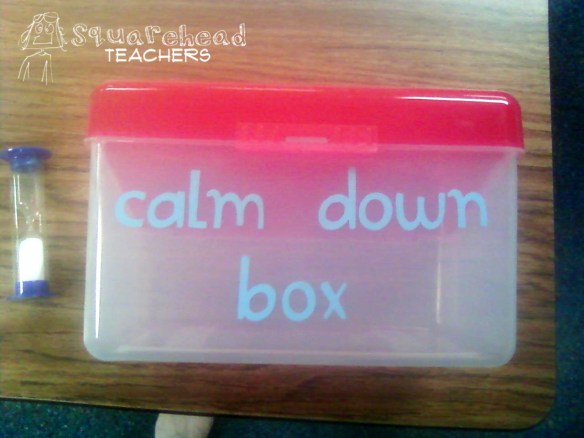 Squarehead
TEACHERS
calm down
box